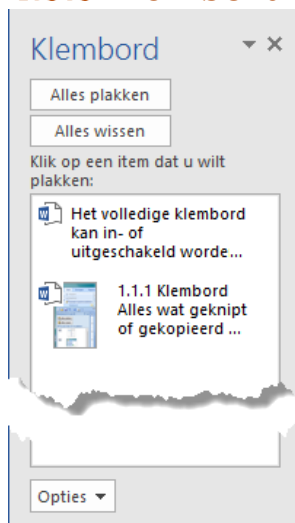 Klembord
Alles plakken
Alles wissen
Klik op een item dat u wilt
plakken:
Het volledige klembord
kan in- of
uitgeschakeld worde...
1.1.1 Klembord
Alles wat geknipt
of gekopieerd ...
Opties